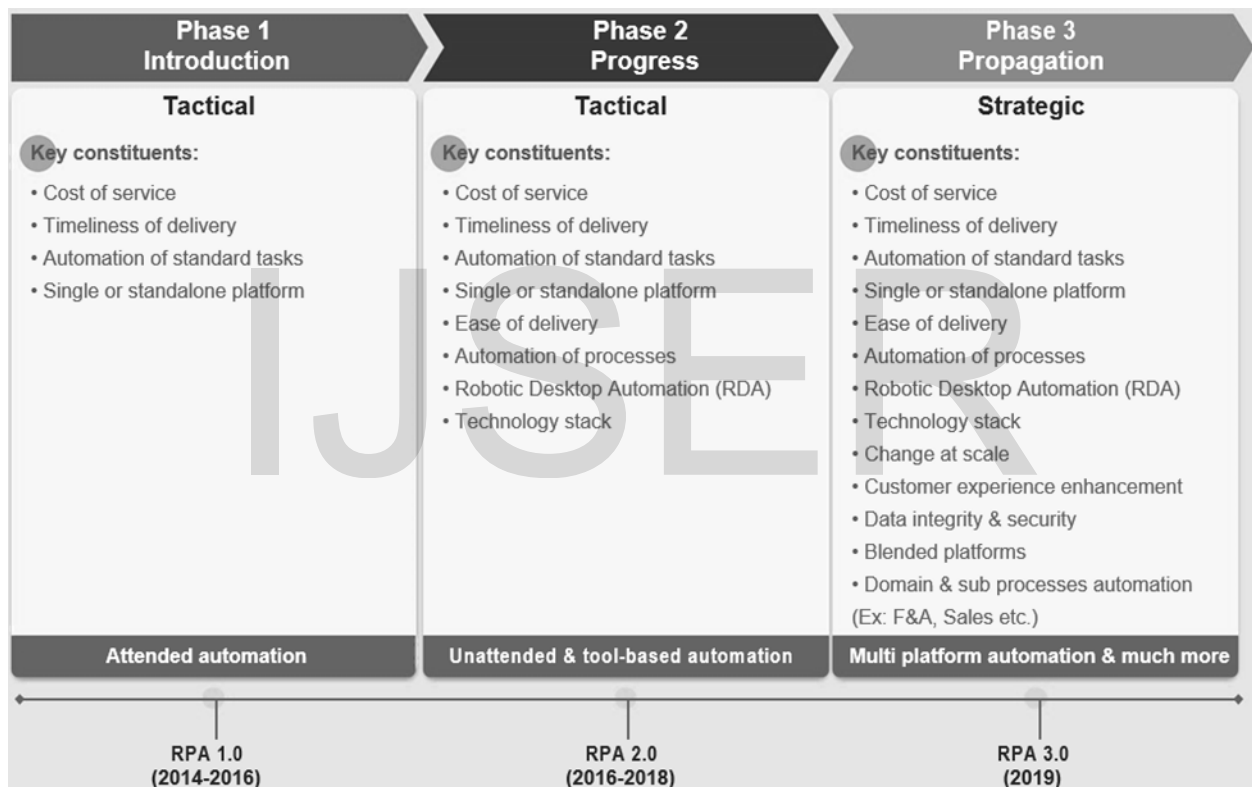 Phase 1
Introduction
Phase 2
Progress
Phase 3
Propagation
Tactical
Key constituents:
• Cost of service
• Timeliness of delivery
• Automation of standard tasks
• Single or standalone platform
Attended automation
Tactical
Key constituents:
• Cost of service
• Timeliness of delivery
• Automation of standard tasks
• Single or standalone platform
• Ease of delivery
• Automation of processes
• Robotic Desktop Automation (RDA)
• Technology stack
Unattended & tool-based automation
Strategic
Key constituents:
• Cost of service
• Timeliness of delivery
• Automation of standard tasks
• Single or standalone platform
• Ease of delivery
• Automation of processes
• Robotic Desktop Automation (RDA)
• Technology stack
• Change at scale
• Customer experience enhancement
• Data integrity & security
• Blended platforms
• Domain & sub processes automation
(Ex: F&A, Sales etc.)
Multi platform automation & much more
RPA 1.0
(2014-2016)
RPA 2.0
(2016-2018)
RPA 3.0
(2019)
IJSER